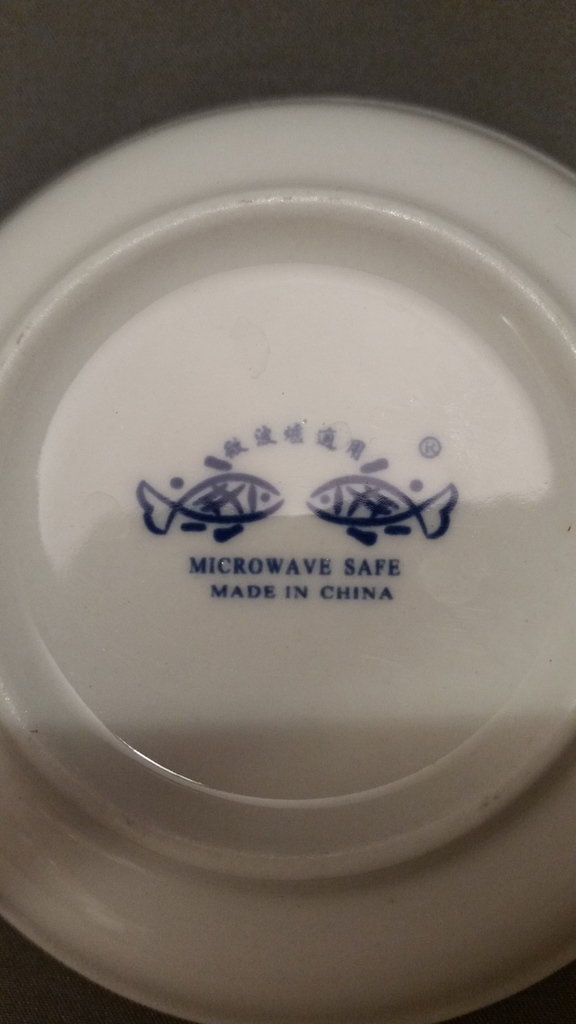 微波爐適用
®
MICROWAVE SAFE
MADE IN CHINA